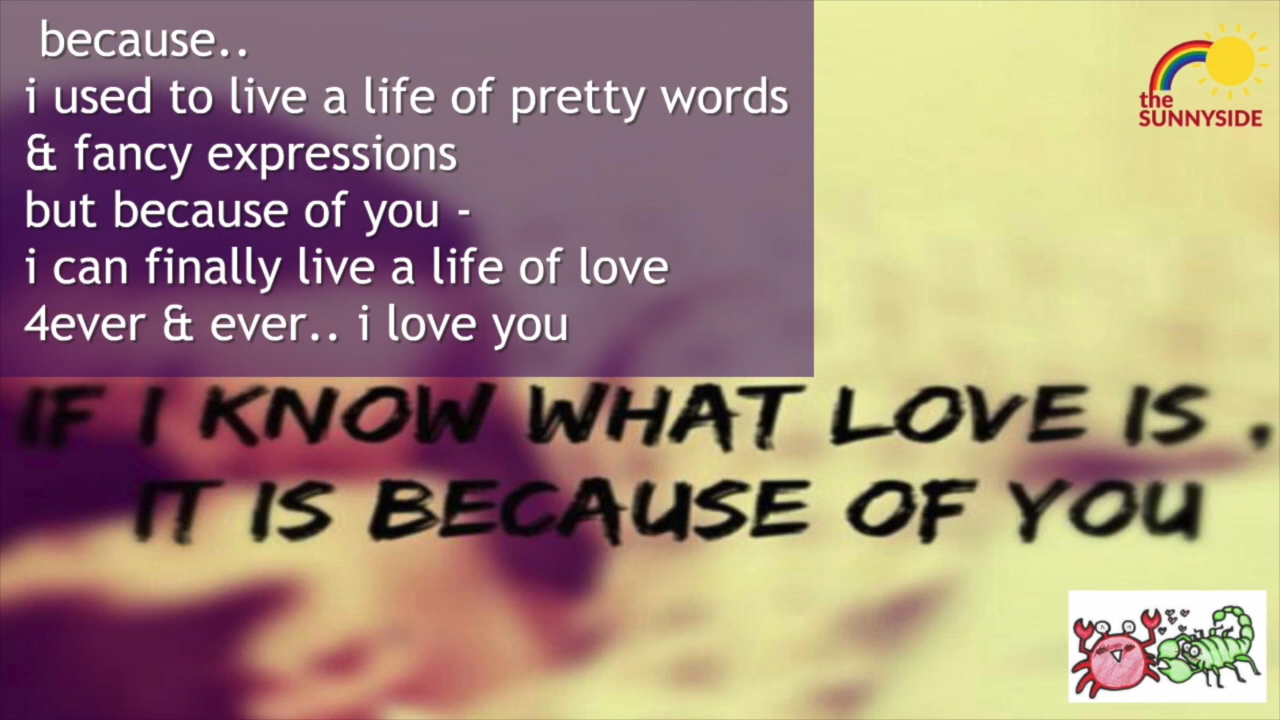 because..
i used to live a life of pretty words
& fancy expressions
but because of you -
i can finally live a life of love
4ever & ever.. i love you
the
SUNNYSIDE
IF I KNOW WHAT LOVE IS ,
IT IS BECAUSE OF YOU